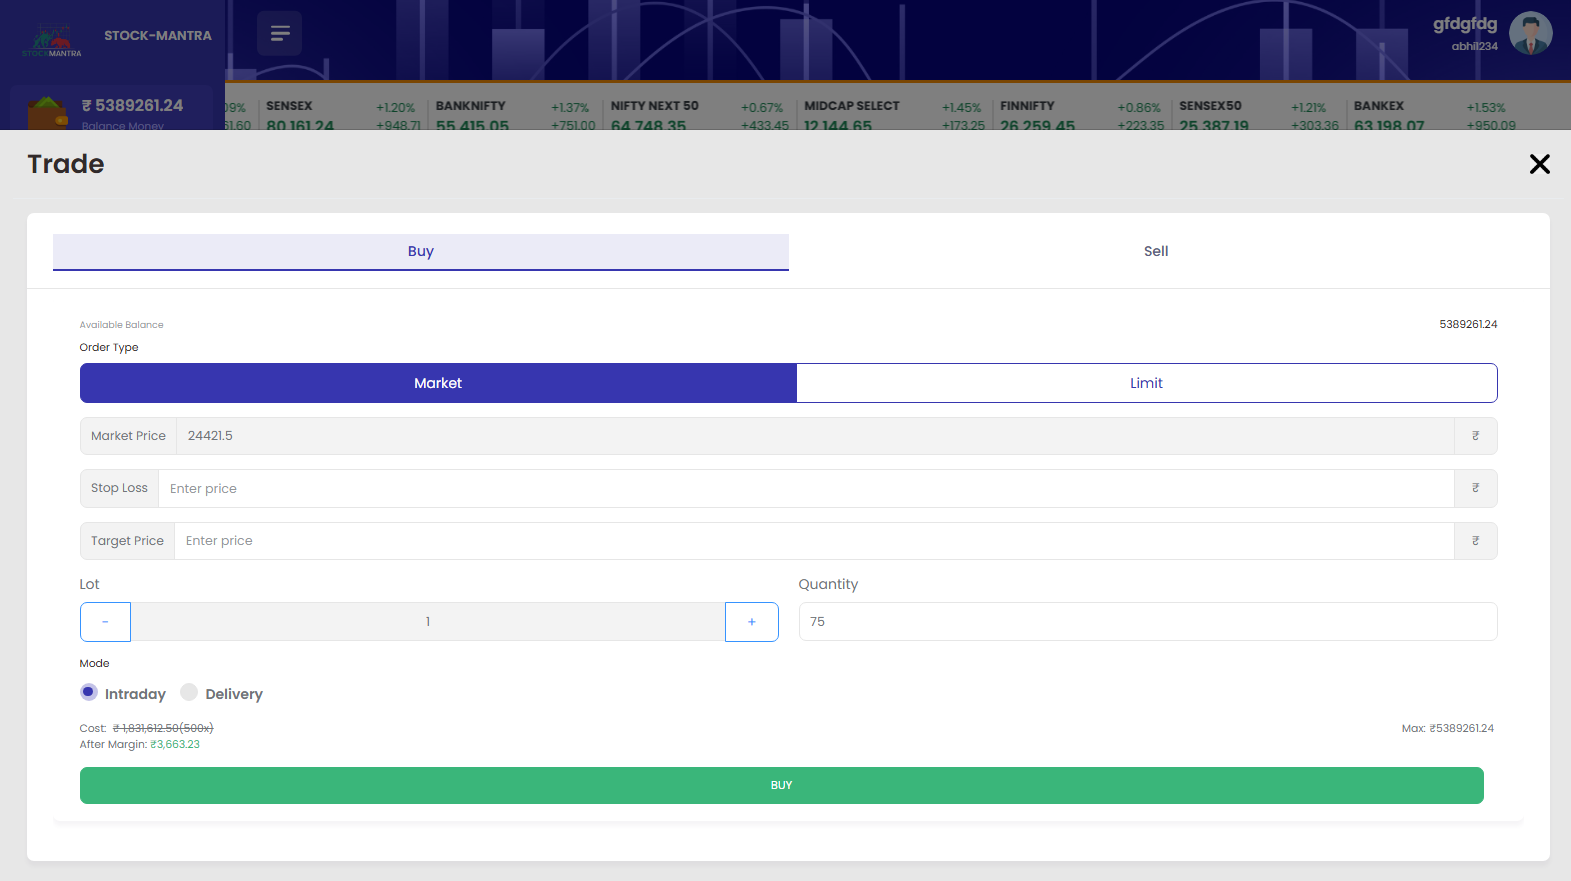 STOCKMANTRA
STOCK-MANTRA
gfdgfdg
abhi1234
₹ 5389261.24
Balance Money
09% SENSEX +1.20% BANKNIFTY +1.37% NIFTY NEXT 50 +0.67% MIDCAP SELECT +1.45% FINNIFTY +0.86% SENSEX50 +1.21% BANKEX +1.53%
61.60 80,161.24 +948.71 55,415.05 +751.00 64,748.35 +433.45 12,144.65 +173.25 26,259.45 +223.35 25,387.19 +303.36 63,198.07 +950.09
Trade
Buy Sell
Available Balance 5389261.24
Order Type
Market Limit
Market Price 24421.5 ₹
Stop Loss Enter price ₹
Target Price Enter price ₹
Lot Quantity
- 1 + 75
Mode
Intraday Delivery
Cost: ₹ 1,831,612.50(500x) Max: ₹5389261.24
After Margin: ₹3,663.23
BUY